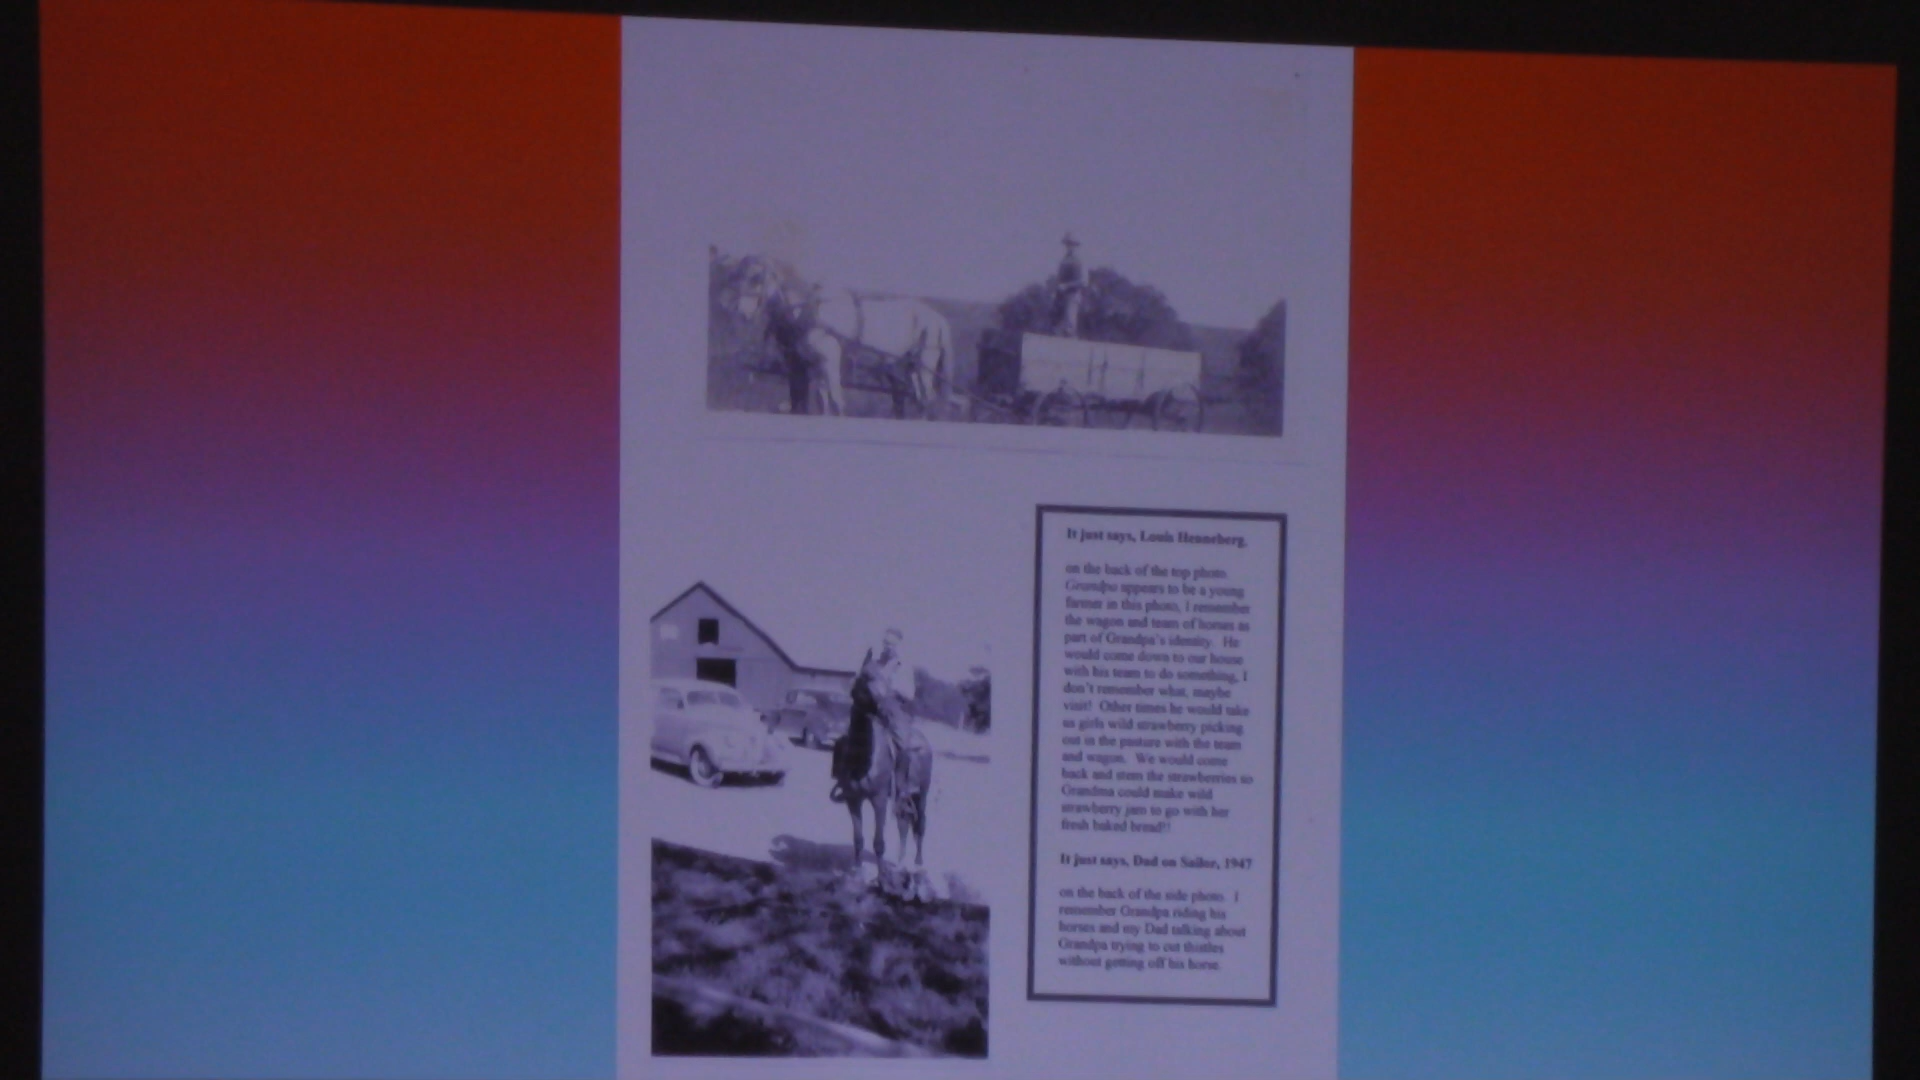 It just says, Louis Henneberg,
on the back of the top photo.
Grandpa appears to be a young
farmer in this photo, I remember
the wagon and team of horses as
part of Grandpa's identity. He
would come down to our house
with his team to do something, I
don't remember what, maybe
visit! Other times he would take
us girls wild strawberry picking
out in the pasture with the team
and wagon. We would come
back and stem the strawberries so
Grandma could make wild
strawberry jam to go with her
fresh baked bread!!
It just says, Dad on Sailor, 1947
on the back of the side photo. I
remember Grandpa riding his
horses and my Dad talking about
Grandpa trying to cut thistles
without getting off his horse.